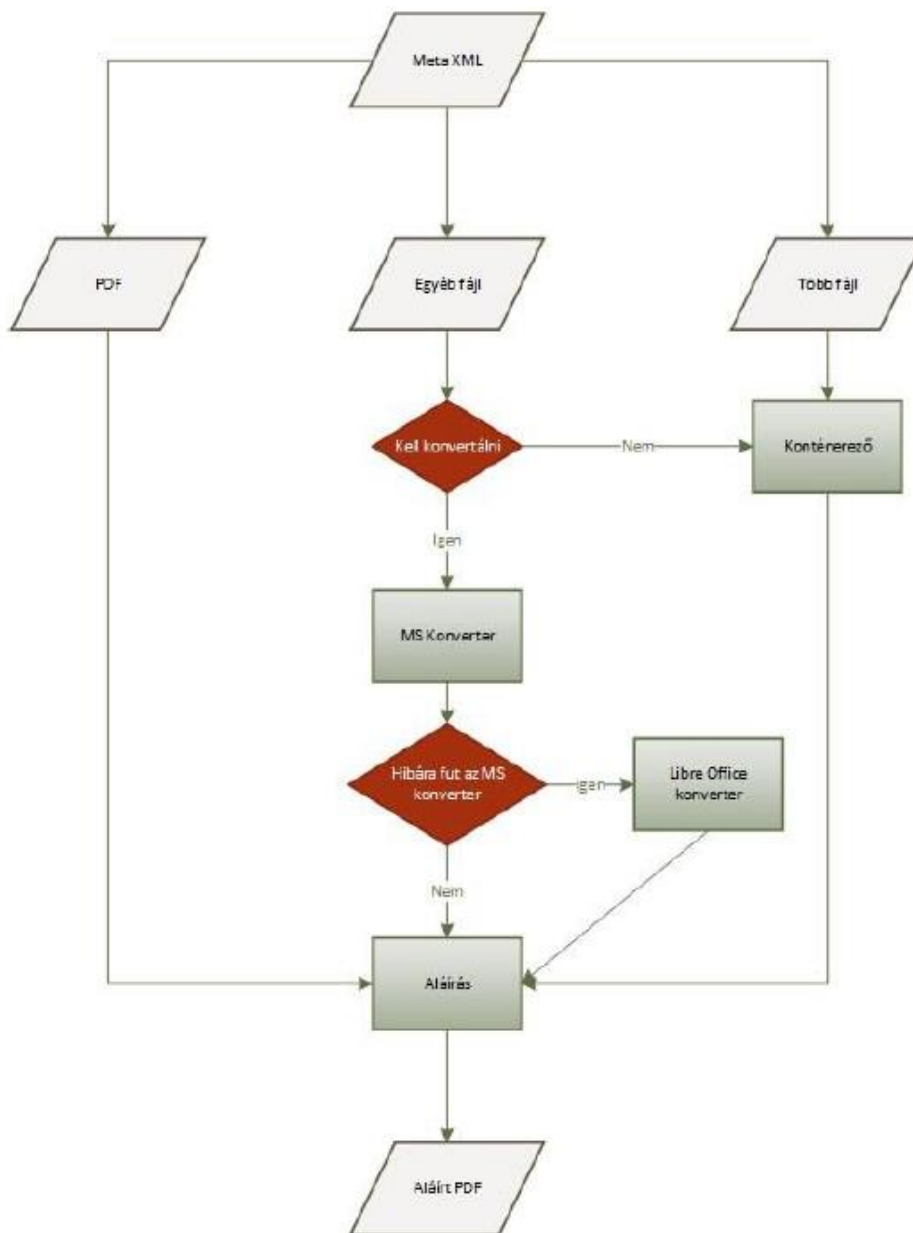 Meta XML
PDF
Egyéb fájl
Több fájl
Kell konvertálni
Nem
Konténerező
Igen
MS Konverter
Hibára fut az MS
konverter
Igen
Libre Office
konverter
Nem
Aláírás
Aláírt PDF